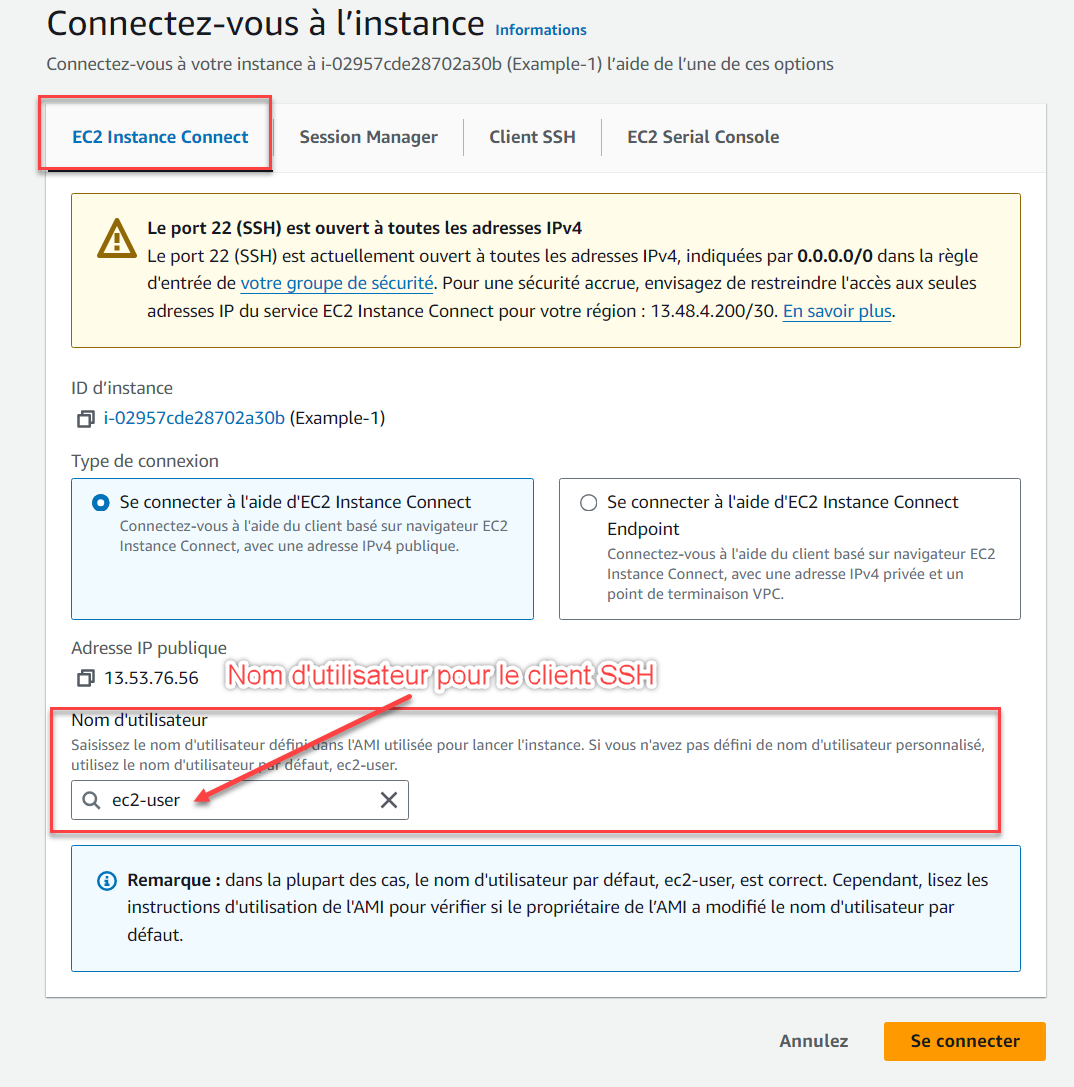 Connectez-vous à l’instance Informations
Connectez-vous à votre instance à i-02957cde28702a30b (Example-1) l’aide de l’une de ces options
EC2 Instance Connect
Session Manager
Client SSH
EC2 Serial Console
Le port 22 (SSH) est ouvert à toutes les adresses IPv4
Le port 22 (SSH) est actuellement ouvert à toutes les adresses IPv4, indiquées par 0.0.0.0/0 dans la règle
d'entrée de votre groupe de sécurité. Pour une sécurité accrue, envisagez de restreindre l'accès aux seules
adresses IP du service EC2 Instance Connect pour votre région : 13.48.4.200/30. En savoir plus.
ID d’instance
i-02957cde28702a30b (Example-1)
Type de connexion
Se connecter à l'aide d'EC2 Instance Connect
Connectez-vous à l'aide du client basé sur navigateur EC2
Instance Connect, avec une adresse IPv4 publique.
Se connecter à l'aide d'EC2 Instance Connect
Endpoint
Connectez-vous à l'aide du client basé sur navigateur EC2
Instance Connect, avec une adresse IPv4 privée et un
point de terminaison VPC.
Adresse IP publique
13.53.76.56
Nom d'utilisateur pour le client SSH
Nom d'utilisateur
Saisissez le nom d'utilisateur défini dans l'AMI utilisée pour lancer l'instance. Si vous n'avez pas défini de nom d'utilisateur personnalisé,
utilisez le nom d'utilisateur par défaut, ec2-user.
ec2-user
Remarque : dans la plupart des cas, le nom d'utilisateur par défaut, ec2-user, est correct. Cependant, lisez les
instructions d'utilisation de l'AMI pour vérifier si le propriétaire de l’AMI a modifié le nom d'utilisateur par
défaut.
Annulez
Se connecter